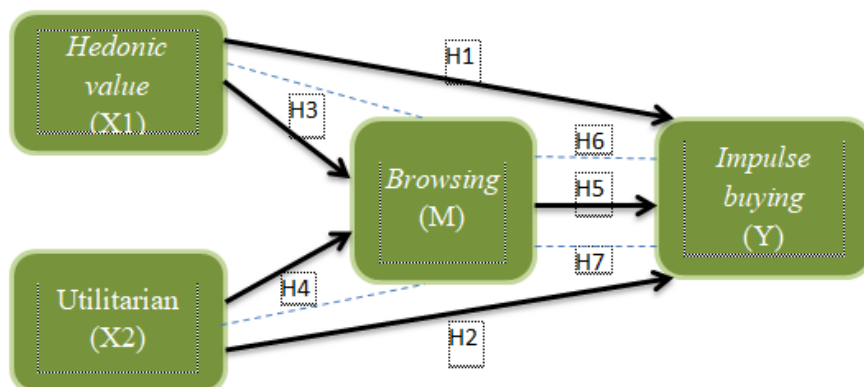 Hedonic
value
(X1)
H1
H3
Browsing
(M)
H6
H5
H7
Impulse
buying
(Y)
Utilitarian
(X2)
H4
H2